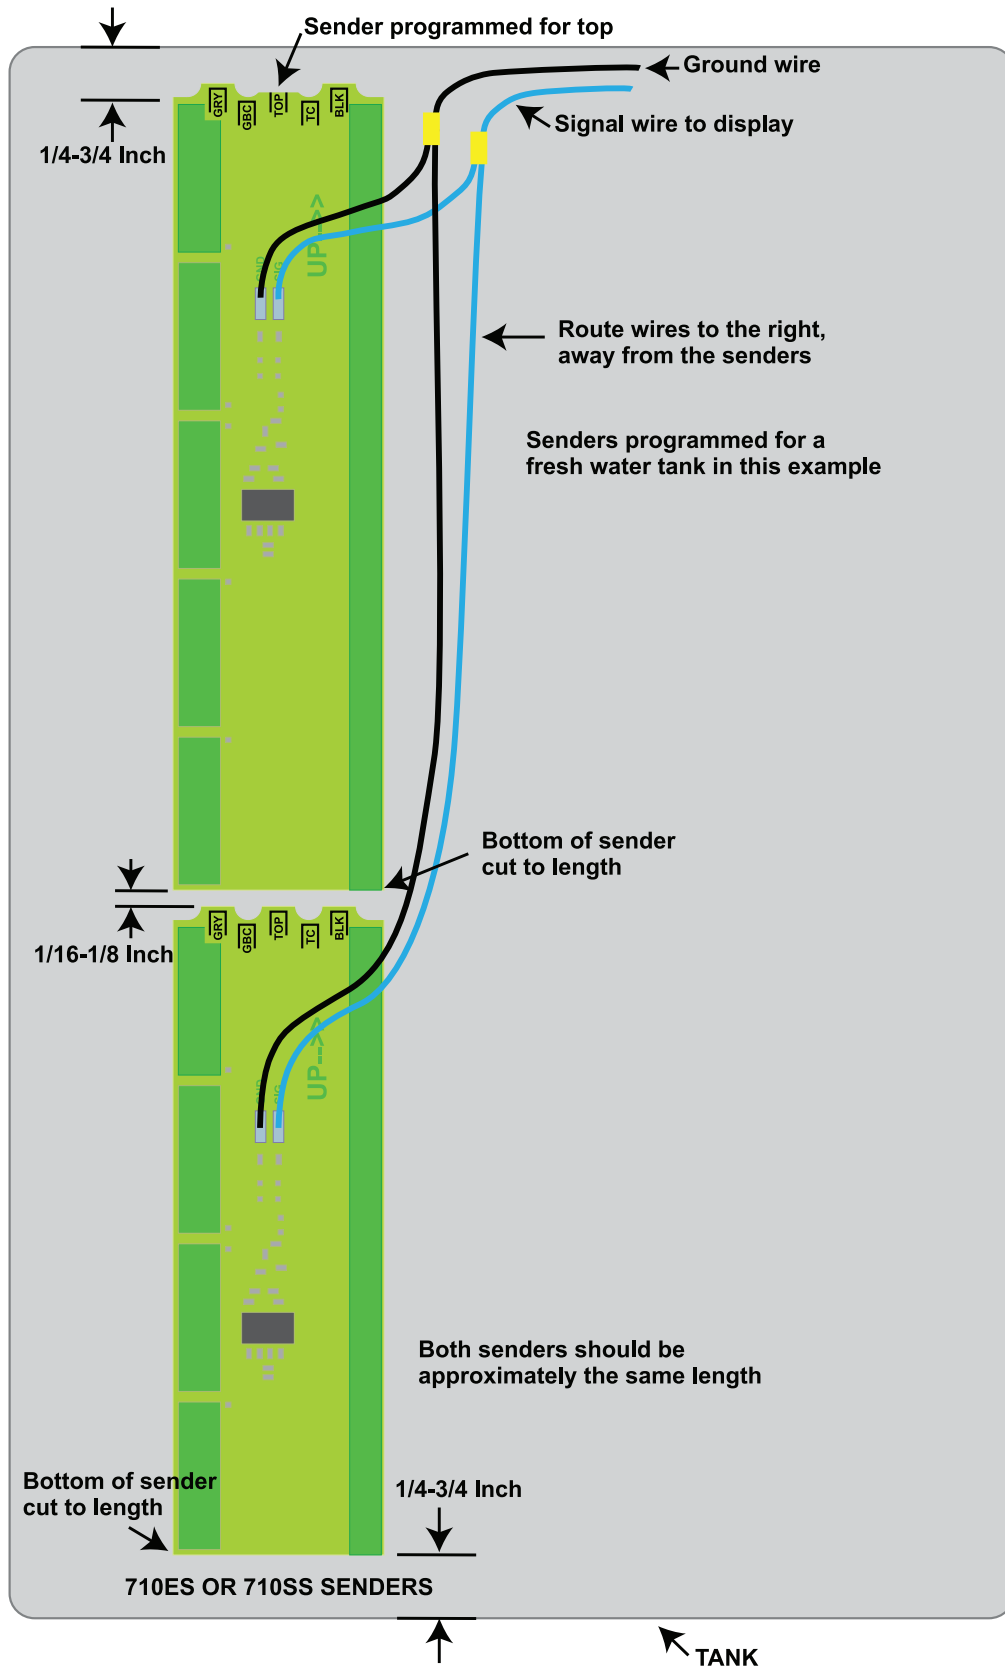 Sender programmed for top
Ground wire
Signal wire to display
1/4-3/4 Inch
GRY
GBC
TOP
TC
BLK
UP-->>
GND
SIG
Route wires to the right,
away from the senders
Senders programmed for a
fresh water tank in this example
Bottom of sender
cut to length
1/16-1/8 Inch
GRY
GBC
TOP
TC
BLK
UP-->>
GND
SIG
Both senders should be
approximately the same length
Bottom of sender
cut to length
1/4-3/4 Inch
710ES OR 710SS SENDERS
TANK